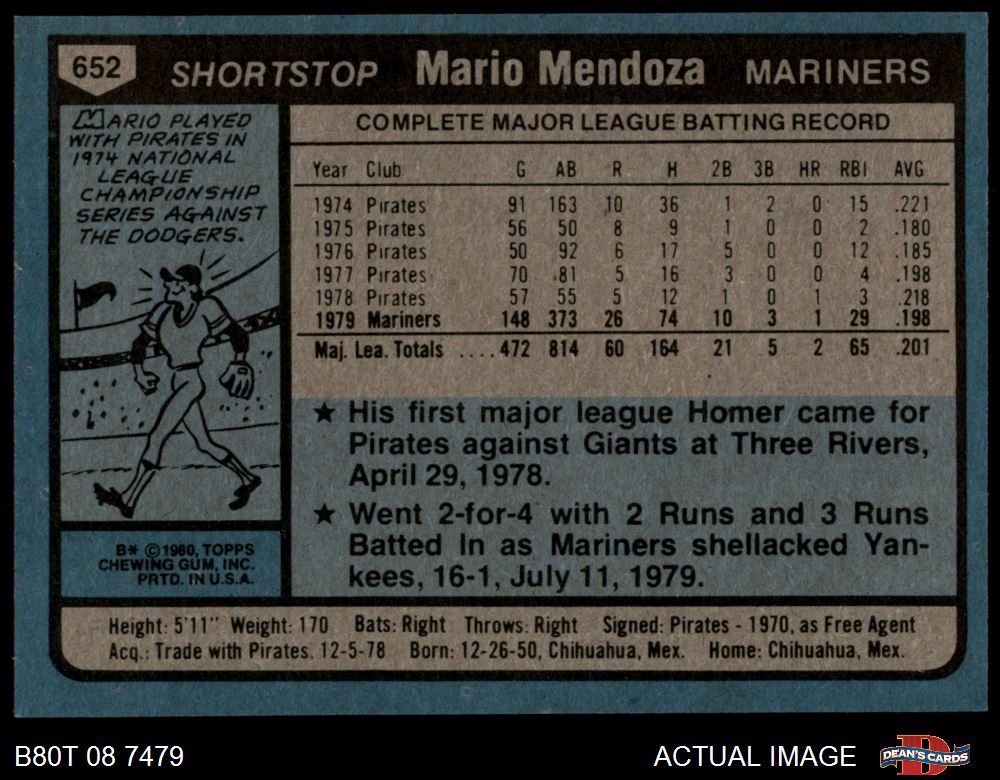 652 SHORTSTOP Mario Mendoza MARINERS
MARIO PLAYED
WITH PIRATES IN
1974 NATIONAL
LEAGUE
CHAMPIONSHIP
SERIES AGAINST
THE DODGERS.
COMPLETE MAJOR LEAGUE BATTING RECORD
Year Club G AB R H 2B 3B HR RBI AVG
1974 Pirates 91 163 10 36 1 2 0 15 .221
1975 Pirates 56 50 8 9 1 0 0 2 .180
1976 Pirates 50 92 6 17 5 0 0 12 .185
1977 Pirates 70 81 5 16 3 0 0 4 .198
1978 Pirates 57 55 5 12 1 0 1 3 .218
1979 Mariners 148 373 26 74 10 3 1 29 .198
Maj. Lea. Totals ....472 814 60 164 21 5 2 65 .201
★ His first major league Homer came for
Pirates against Giants at Three Rivers,
April 29, 1978.
★ Went 2-for-4 with 2 Runs and 3 Runs
Batted In as Mariners shellacked Yan-
kees, 16-1, July 11, 1979.
B* © 1980, TOPPS
CHEWING GUM, INC.
PRTD. IN U.S.A.
Height: 5'11" Weight: 170 Bats: Right Throws: Right Signed: Pirates - 1970, as Free Agent
Acq.: Trade with Pirates, 12-5-78 Born: 12-26-50, Chihuahua, Mex. Home: Chihuahua, Mex.
B80T 08 7479 ACTUAL IMAGE D DEAN'S CARDS